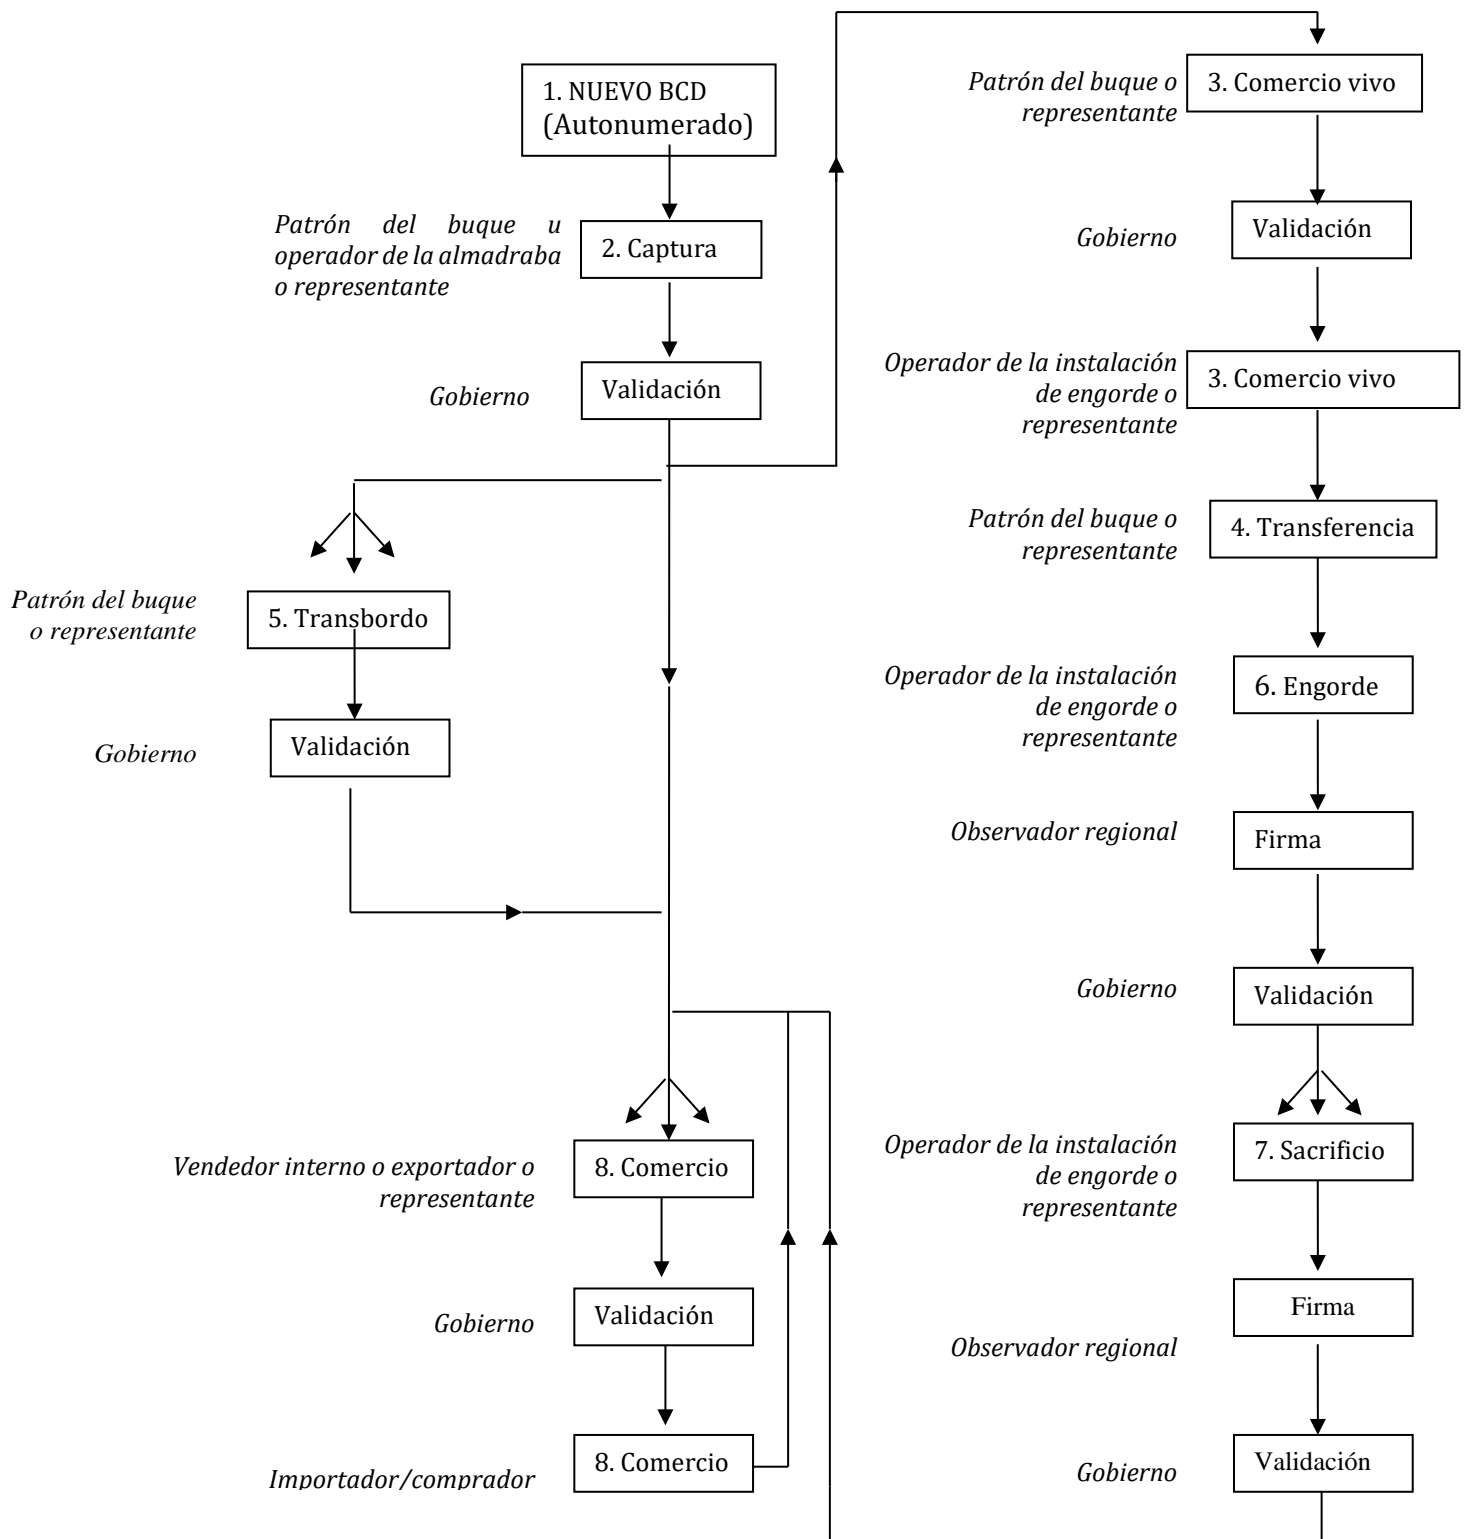 1. NUEVO BCD
(Autonumerado)
Patrón del buque u
operador de la almadraba
o representante
2. Captura
Gobierno
Validación
Patrón del buque
o representante
5. Transbordo
Gobierno
Validación
Vendedor interno o exportador o
representante
8. Comercio
Gobierno
Validación
Importador/comprador
8. Comercio
Patrón del buque o
representante
3. Comercio vivo
Gobierno
Validación
Operador de la instalación
de engorde o
representante
3. Comercio vivo
Patrón del buque o
representante
4. Transferencia
Operador de la instalación
de engorde o
representante
6. Engorde
Observador regional
Firma
Gobierno
Validación
Operador de la instalación
de engorde o
representante
7. Sacrificio
Firma
Observador regional
Gobierno
Validación